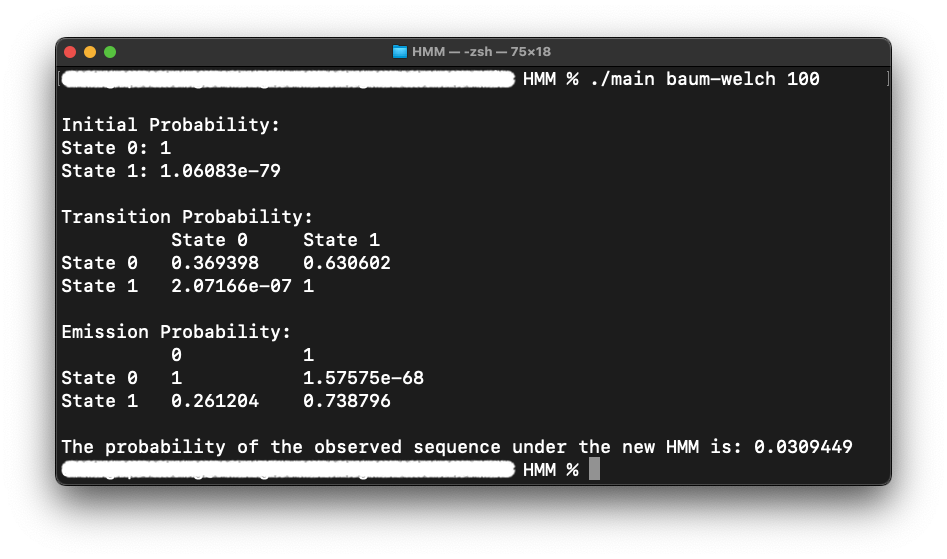 HMM — -zsh — 75×18
HMM % ./main baum-welch 100
Initial Probability:
State 0: 1
State 1: 1.06083e-79
Transition Probability:
State 0 State 1
State 0 0.369398 0.630602
State 1 2.07166e-07 1
Emission Probability:
0 1
State 0 1 1.57575e-68
State 1 0.261204 0.738796
The probability of the observed sequence under the new HMM is: 0.0309449
HMM %